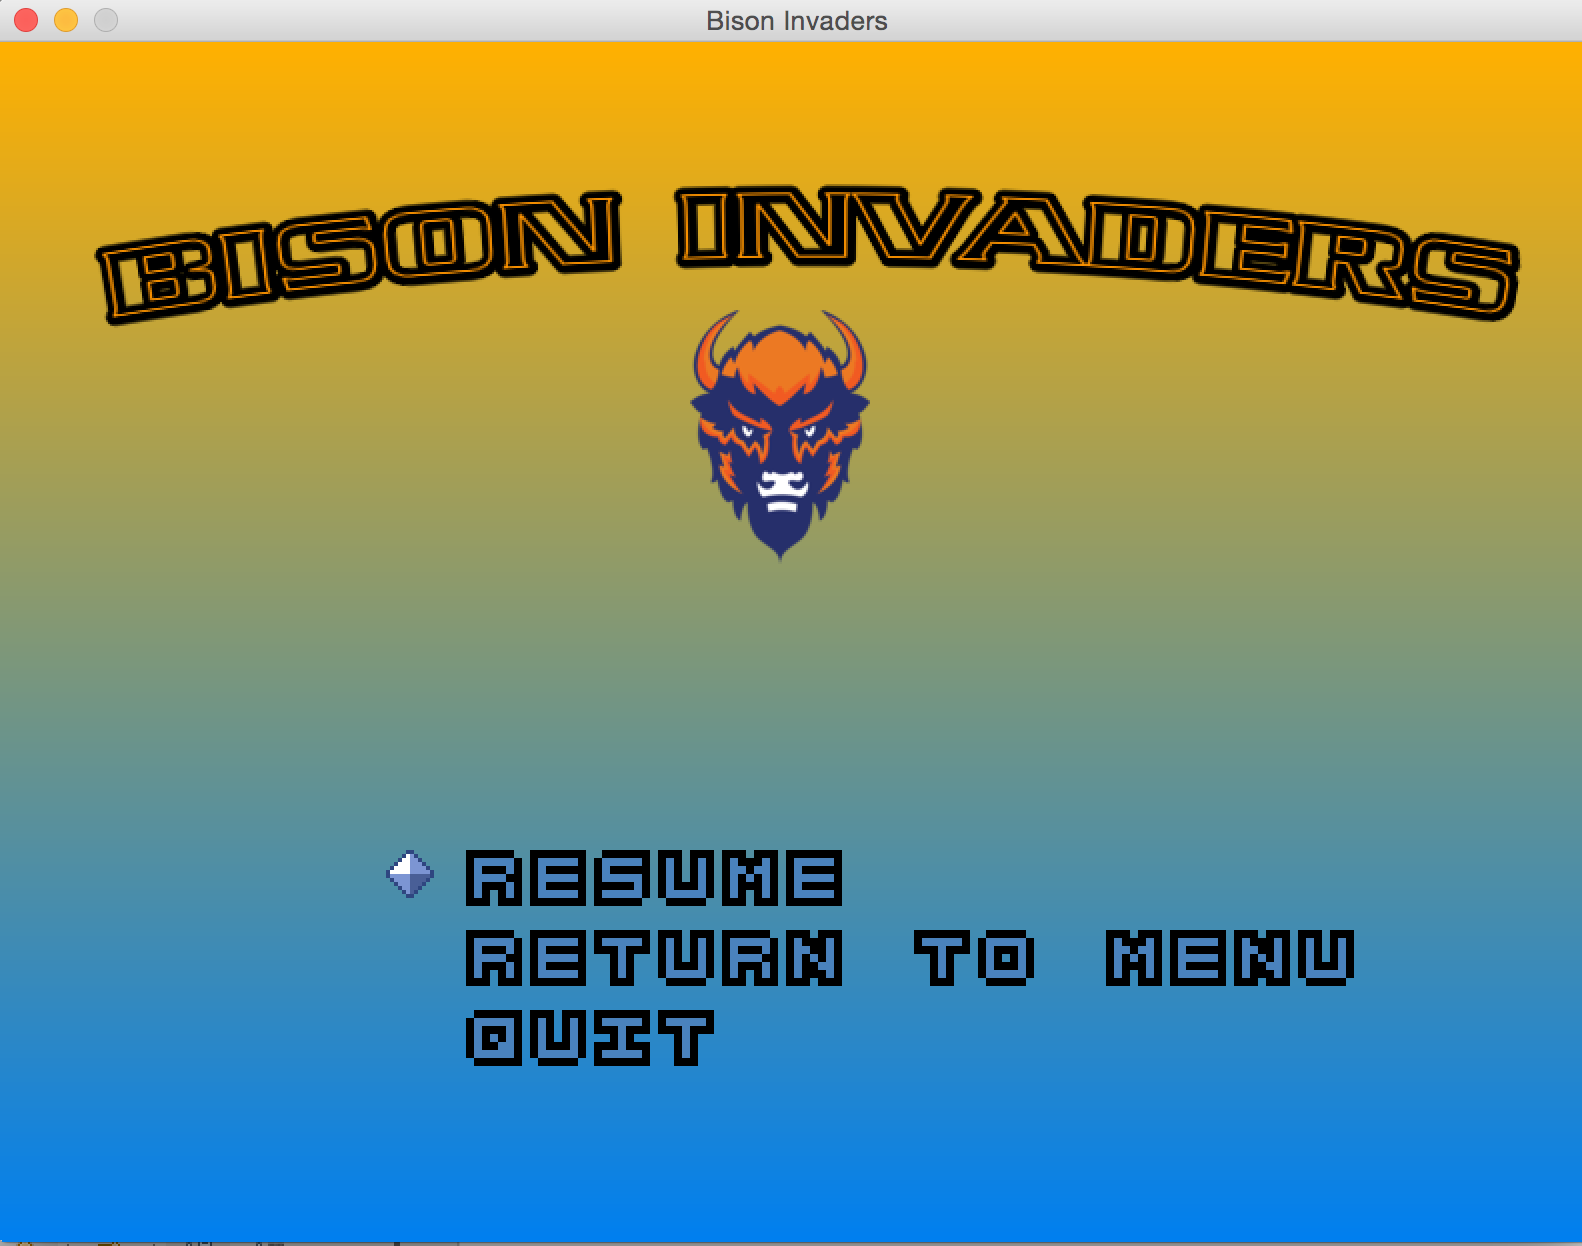 Bison Invaders
BISON INVADERS
RESUME
RETURN TO MENU
QUIT